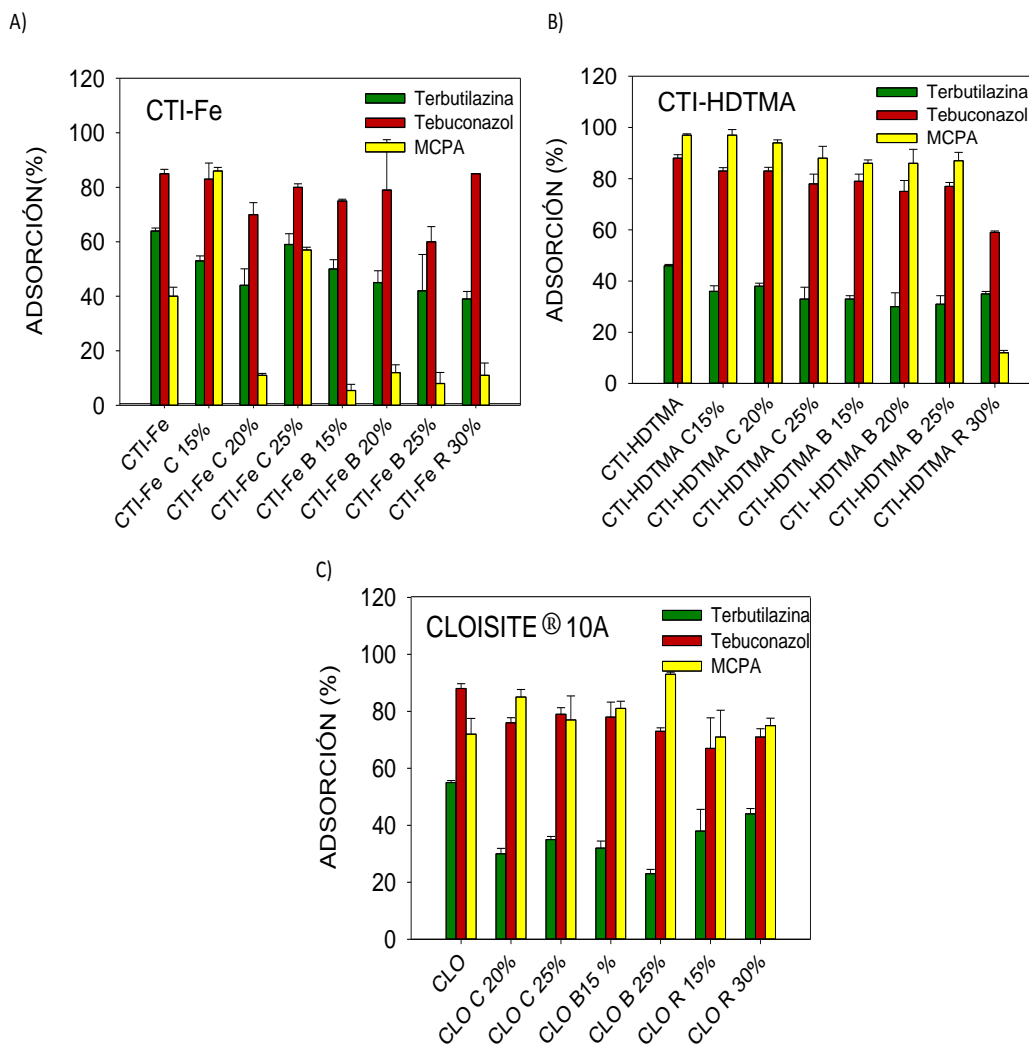 A)
CTI-Fe
Terbutilazina
Tebuconazol
MCPA
ADSORCIÓN(%)
120
100
80
60
40
20
0
CTI-Fe
CTI-Fe C 15%
CTI-Fe C 20%
CTI-Fe C 25%
CTI-Fe B 15%
CTI-Fe B 20%
CTI-Fe B 25%
CTI-Fe R 30%
B)
CTI-HDTMA
Terbutilazina
Tebuconazol
MCPA
ADSORCIÓN (%)
120
100
80
60
40
20
0
CTI-HDTMA
CTI-HDTMA C15%
CTI-HDTMA C 20%
CTI-HDTMA C 25%
CTI-HDTMA B 15%
CTI- HDTMA B 20%
CTI-HDTMA B 25%
CTI-HDTMA R 30%
C)
CLOISITE ® 10A
Terbutilazina
Tebuconazol
MCPA
ADSORCIÓN (%)
120
100
80
60
40
20
0
CLO
CLO C 20%
CLO C 25%
CLO B15 %
CLO B 25%
CLO R 15%
CLO R 30%